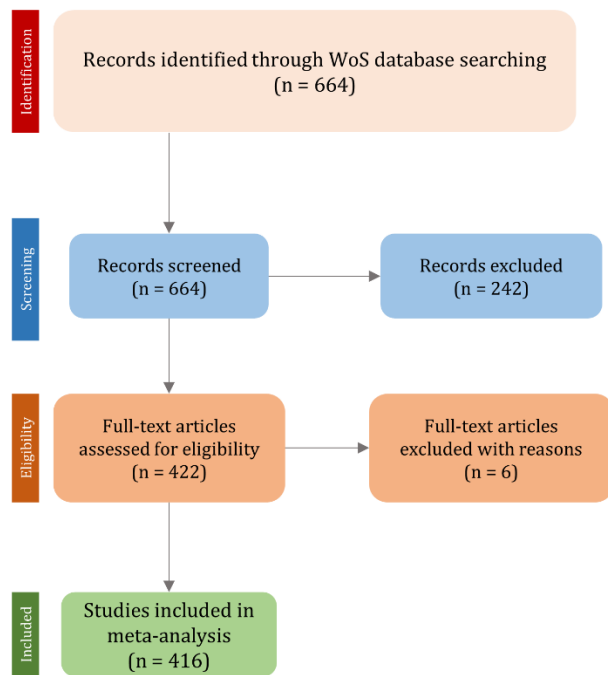 Identification
Records identified through WoS database searching
(n = 664)
Screening
Records screened
(n = 664)
Records excluded
(n = 242)
Eligibility
Full-text articles
assessed for eligibility
(n = 422)
Full-text articles
excluded with reasons
(n = 6)
Included
Studies included in
meta-analysis
(n = 416)